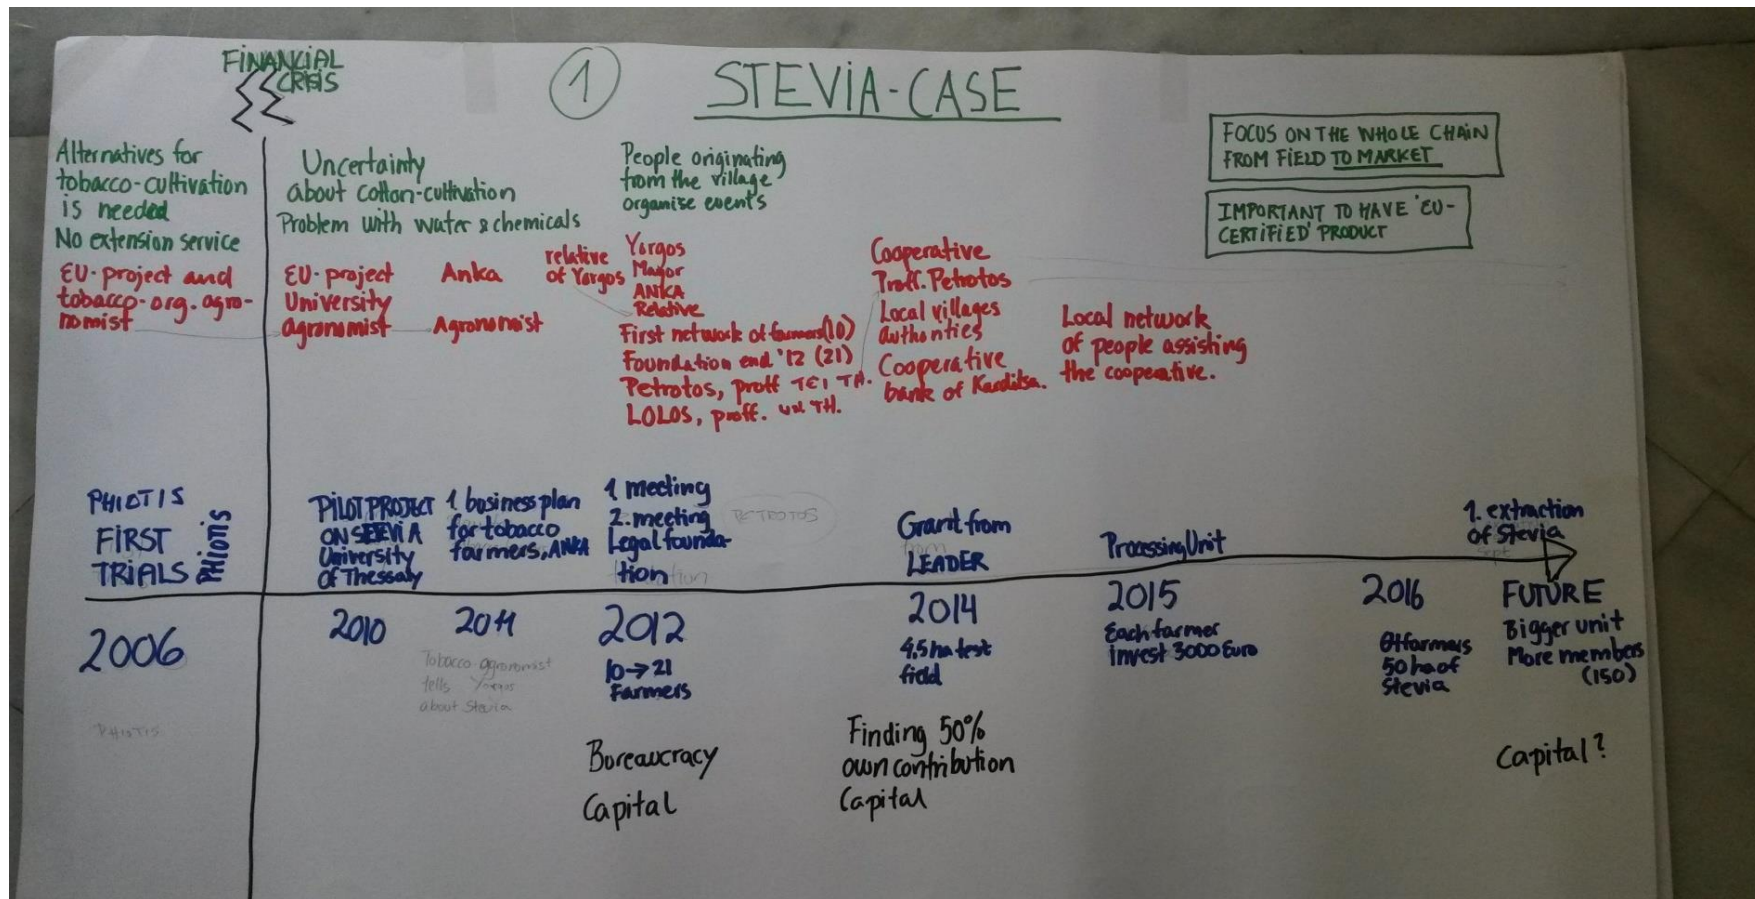 FINANCIAL
CRISIS
1
STEVIA-CASE
FOCUS ON THE WHOLE CHAIN
FROM FIELD TO MARKET
IMPORTANT TO HAVE 'EU-
CERTIFIED' PRODUCT
Alternatives for
tobacco-cultivation
is needed
No extension service
Uncertainty
about cotton-cultivation
Problem with water & chemicals
People originating
from the village
organise events
EU-project and
tobacco-org. agro-
nomist
EU-project
University
agronomist
Anka
Agronomist
relative
of Yorgos
Yorgos
Mayor
ANKA
Relative
First network of farmers (10)
Foundation end '12 (21)
Petrotos, proff TEI TH.
LOLOS, proff. uni TH.
Cooperative
Proff. Petrotos
Local villages
authorities
Cooperative
bank of Karditsa.
Local network
of people assisting
the cooperative.
PHIOTIS
FIRST
TRIALS
PHIOTIS
PILOT PROJECT
ON STEVIA
University
Of Thessaly
1 business plan
for tobacco
farmers, ANKA
1 meeting
2. meeting
Legal founda-
tion
PETROTOS
Grant from
LEADER
Processing Unit
1. extraction
of Stevia
Sept
2006
2010
2011
2012
2014
2015
2016
FUTURE
Tobacco agronomist
tells Yorgos
about Stevia
10→21
Farmers
4,5 ha test
field
Each farmer
invest 3000 Euro
farmers
50 ha of
Stevia
Bigger unit
More members
(150)
PHIOTIS
Bureaucracy
Capital
Finding 50%
own contribution
Capital
Capital?